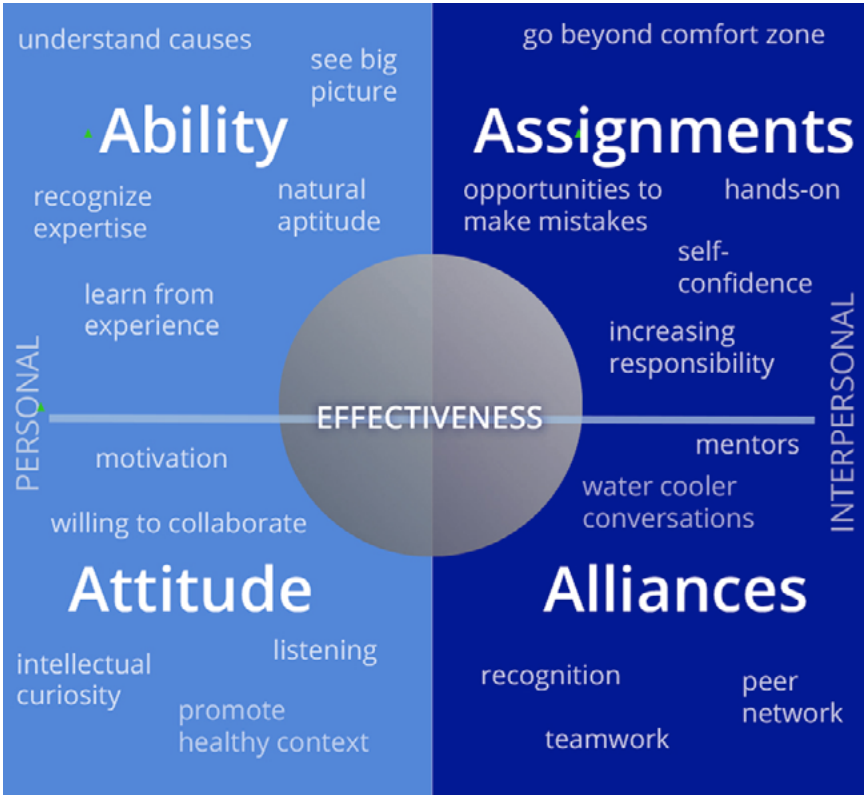 understand causes
see big
picture
Ability
recognize
expertise
natural
aptitude
learn from
experience
PERSONAL
go beyond comfort zone
Assignments
opportunities to
make mistakes
hands-on
self-
confidence
increasing
responsibility
INTERPERSONAL
EFFECTIVENESS
motivation
willing to collaborate
Attitude
listening
intellectual
curiosity
promote
healthy context
mentors
water cooler
conversations
Alliances
recognition
peer
network
teamwork